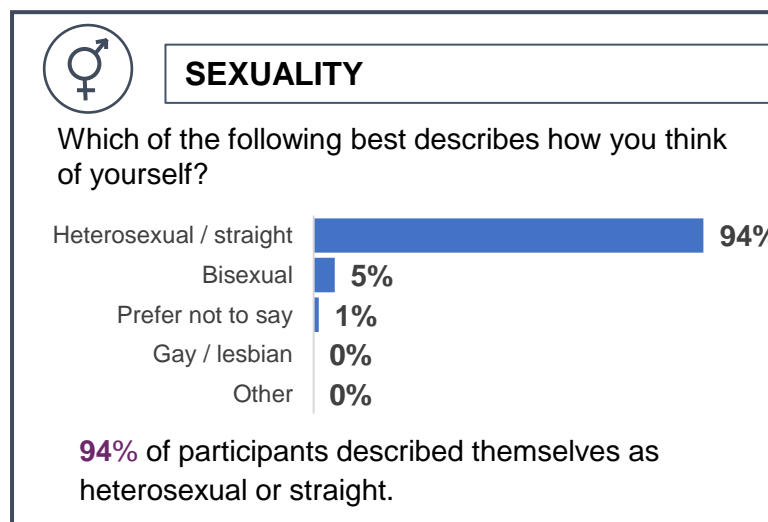 SEXUALITY
Which of the following best describes how you think
of yourself?
Heterosexual / straight 94%
Bisexual 5%
Prefer not to say 1%
Gay / lesbian 0%
Other 0%
94% of participants described themselves as
heterosexual or straight.